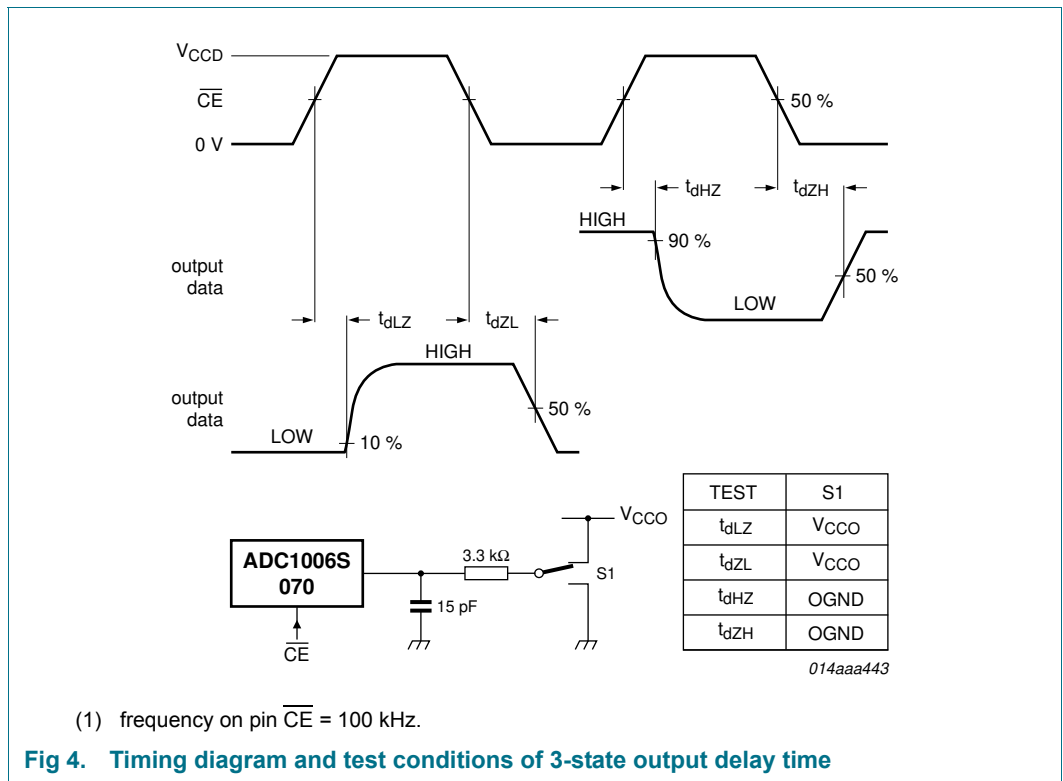 VCCD
CE
0 V
50 %
tdHZ
tdZH
HIGH
90 %
output
data
50 %
LOW
tdLZ
tdZL
HIGH
output
data
50 %
LOW
10 %
VCCO
3.3 kΩ
S1
ADC1006S
070
15 pF
CE
TEST S1
tdLZ VCCO
tdZL VCCO
tdHZ OGND
tdZH OGND
014aaa443
(1) frequency on pin CE = 100 kHz.
Fig 4. Timing diagram and test conditions of 3-state output delay time